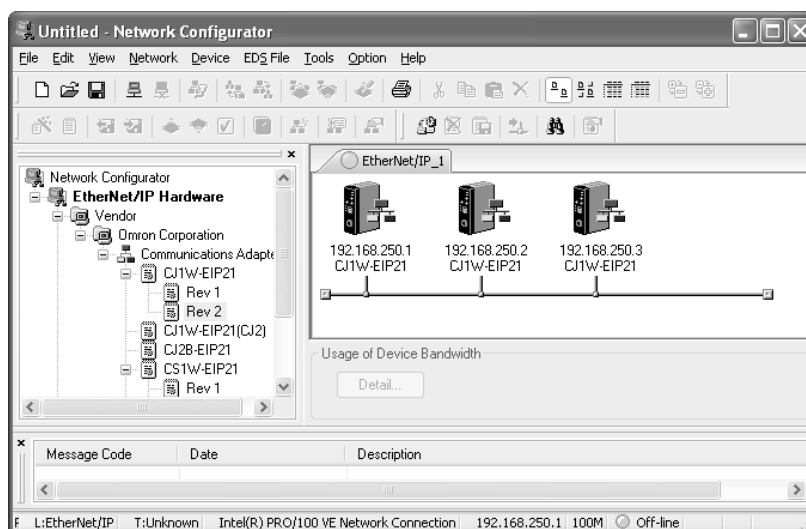 Untitled - Network Configurator
File Edit View Network Device EDS File Tools Option Help
Network Configurator
EtherNet/IP Hardware
Vendor
Omron Corporation
Communications Adapte
CJ1W-EIP21
Rev 1
Rev 2
CJ1W-EIP21(CJ2)
CJ2B-EIP21
CS1W-EIP21
Rev 1
EtherNet/IP_1
192.168.250.1 192.168.250.2 192.168.250.3
CJ1W-EIP21 CJ1W-EIP21 CJ1W-EIP21
Usage of Device Bandwidth
Detail...
Message Code Date Description
L:EtherNet/IP T:Unknown Intel(R) PRO/100 VE Network Connection 192.168.250.1 100M Off-line